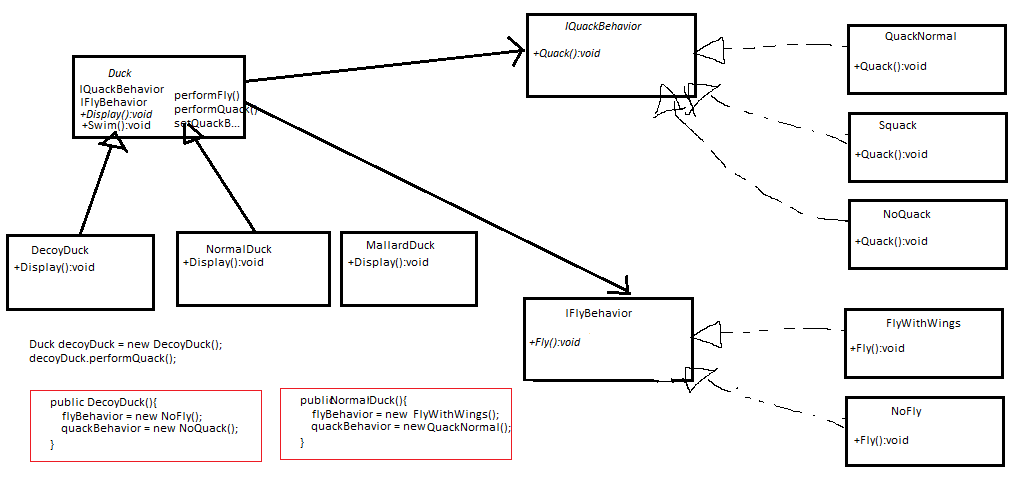 Duck
IQuackBehavior
IFlyBehavior
+Display():void
+Swim():void
performFly()
performQuack()
setQuackB...
IQuackBehavior
+Quack():void
QuackNormal
+Quack():void
Squack
+Quack():void
NoQuack
+Quack():void
DecoyDuck
+Display():void
NormalDuck
+Display():void
MallardDuck
+Display():void
IFlyBehavior
+Fly():void
FlyWithWings
+Fly():void
NoFly
+Fly():void
Duck decoyDuck = new DecoyDuck();
decoyDuck.performQuack();
public DecoyDuck(){
flyBehavior = new NoFly();
quackBehavior = new NoQuack();
}
publicNormalDuck(){
flyBehavior = new FlyWithWings();
quackBehavior = new QuackNormal();
}